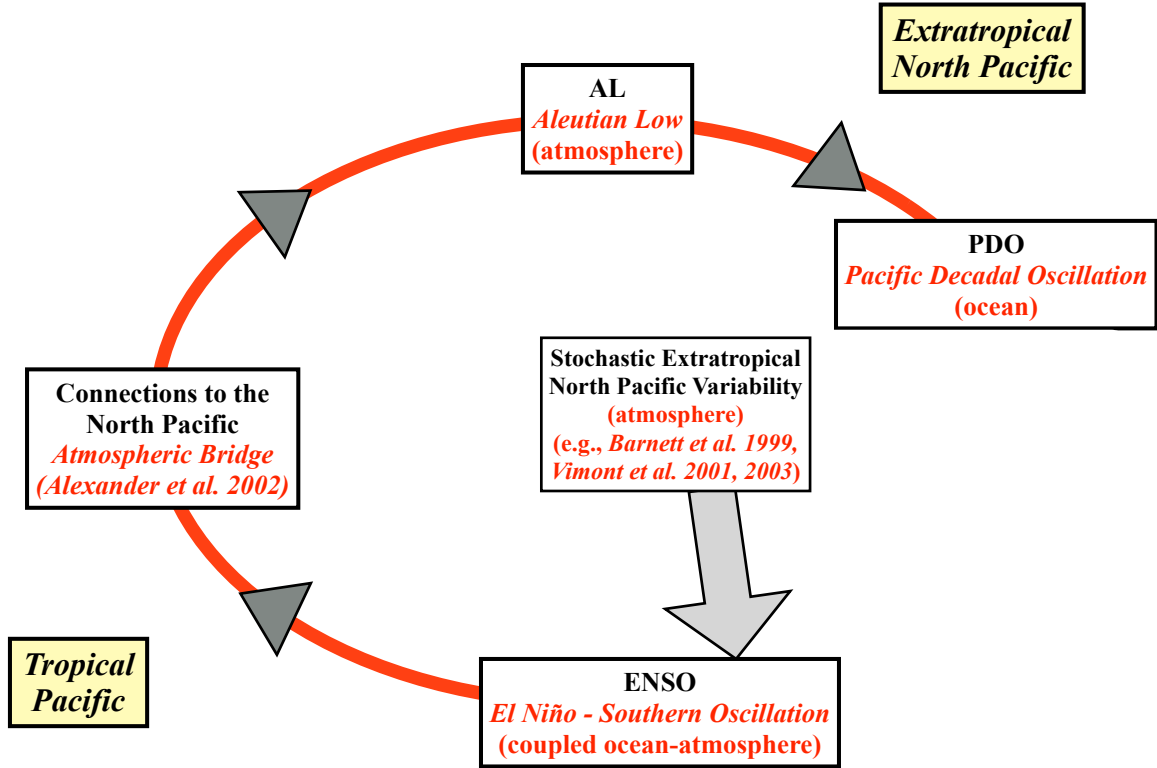 Extratropical
North Pacific
AL
Aleutian Low
(atmosphere)
PDO
Pacific Decadal Oscillation
(ocean)
Stochastic Extratropical
North Pacific Variability
(atmosphere)
(e.g., Barnett et al. 1999,
Vimont et al. 2001, 2003)
Connections to the
North Pacific
Atmospheric Bridge
(Alexander et al. 2002)
Tropical
Pacific
ENSO
El Niño - Southern Oscillation
(coupled ocean-atmosphere)